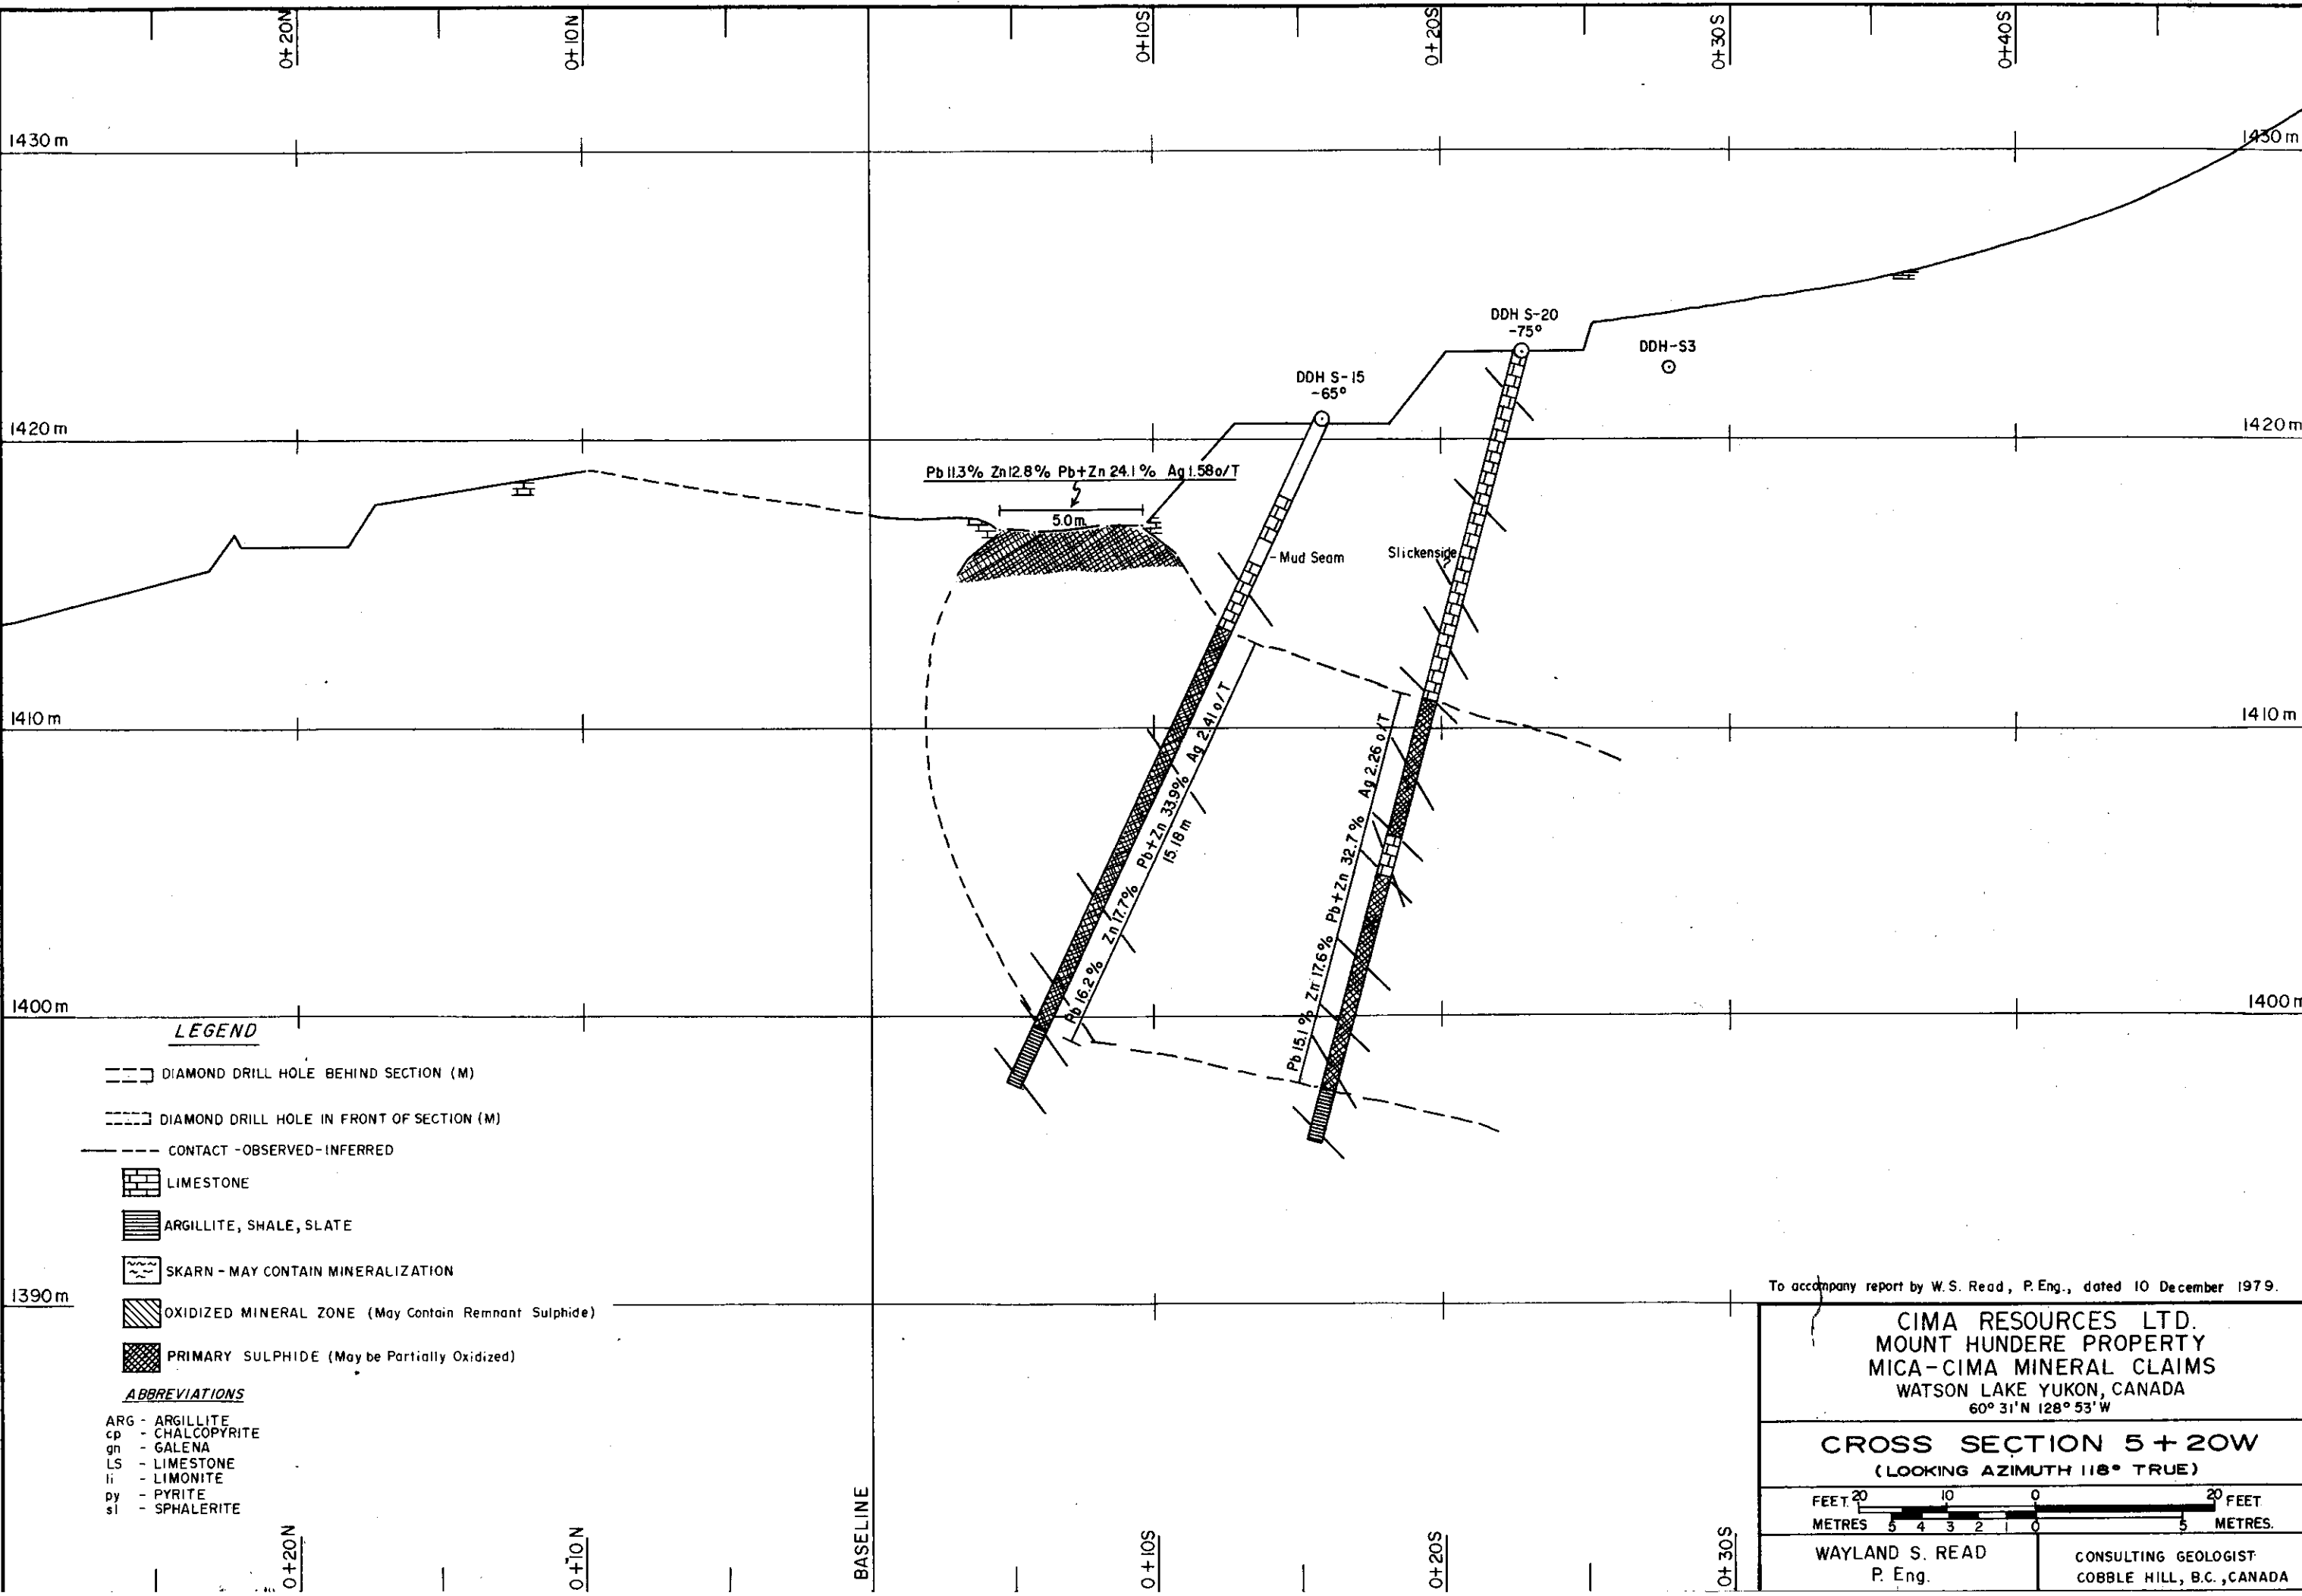 0+20N
0+10N
0+10S
0+20S
0+30S
0+40S
1430 m
1430 m
DDH S-20
-75°
DDH-S3
DDH S-15
-65°
1420 m
1420 m
Pb 11.3% Zn 12.8% Pb+Zn 24.1% Ag 1.58 o/T
5.0 m.
Mud Seam
Slickenside
1410 m
1410 m
Pb 16.2% Zn 17.7% Pb+Zn 33.9% Ag 2.41 o/T
15.18 m
Pb 15.1% Zn 17.6% Pb+Zn 32.7% Ag 2.26 o/T
1400 m
1400 m
LEGEND
DIAMOND DRILL HOLE BEHIND SECTION (M)
DIAMOND DRILL HOLE IN FRONT OF SECTION (M)
CONTACT - OBSERVED - INFERRED
LIMESTONE
ARGILLITE, SHALE, SLATE
SKARN - MAY CONTAIN MINERALIZATION
1390 m
OXIDIZED MINERAL ZONE (May Contain Remnant Sulphide)
PRIMARY SULPHIDE (May be Partially Oxidized)
ABBREVIATIONS
ARG - ARGILLITE
cp - CHALCOPYRITE
gn - GALENA
LS - LIMESTONE
li - LIMONITE
py - PYRITE
sl - SPHALERITE
0+20N
0+10N
BASELINE
0+10S
0+20S
0+30S
To accompany report by W. S. Read, P. Eng., dated 10 December 1979.
CIMA RESOURCES LTD.
MOUNT HUNDERE PROPERTY
MICA-CIMA MINERAL CLAIMS
WATSON LAKE YUKON, CANADA
60° 31'N 128° 53'W
CROSS SECTION 5+20W
(LOOKING AZIMUTH 118° TRUE)
FEET 20 10 0 20 FEET
METRES 5 4 3 2 1 0 5 METRES.
WAYLAND S. READ
P. Eng.
CONSULTING GEOLOGIST
COBBLE HILL, B.C., CANADA